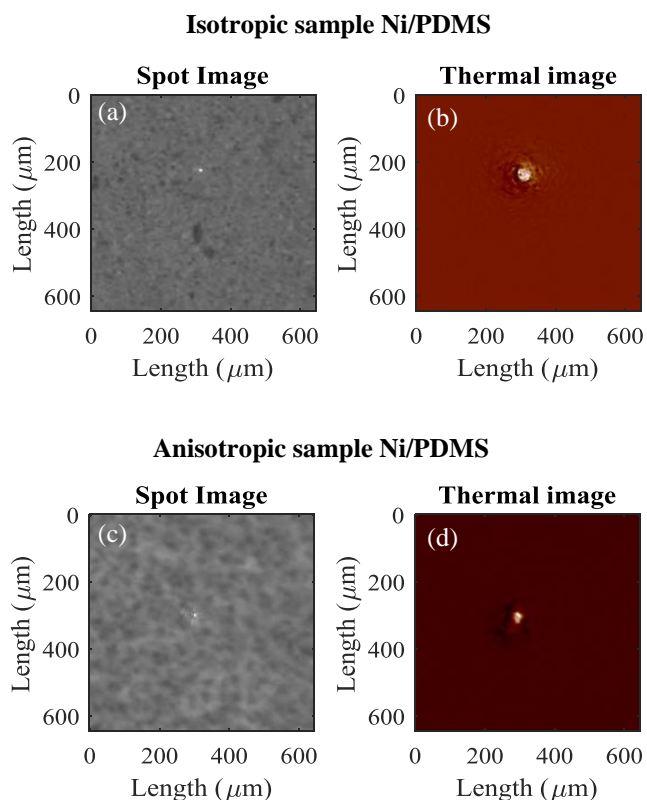 Isotropic sample Ni/PDMS
Spot Image
Thermal image
(a)
(b)
0
200
400
600
Length (μm)
0
200
400
600
Length (μm)
0 200 400 600
0 200 400 600
Length (μm)
Length (μm)
Anisotropic sample Ni/PDMS
Spot Image
Thermal image
(c)
(d)
0
200
400
600
Length (μm)
0
200
400
600
Length (μm)
0 200 400 600
0 200 400 600
Length (μm)
Length (μm)